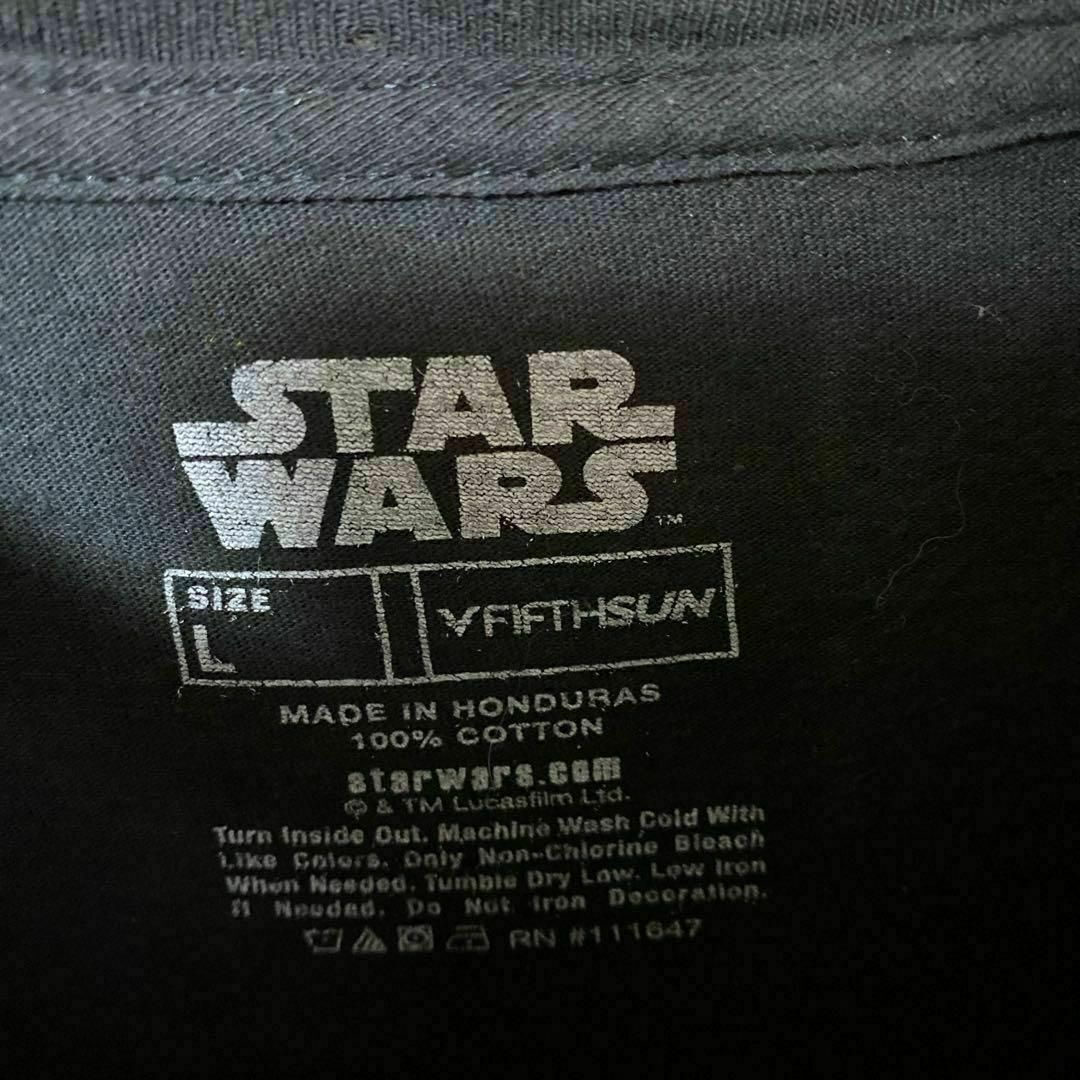 STAR
WARS™
SIZE
L
FIFTHSUN
MADE IN HONDURAS
100% COTTON
starwars.com
© & TM Lucasfilm Ltd.
Turn Inside Out. Machine Wash Cold With
Like Colors. Only Non-Chlorine Bleach
When Needed. Tumble Dry Low. Low Iron
If Needed. Do Not Iron Decoration.
RN #111647